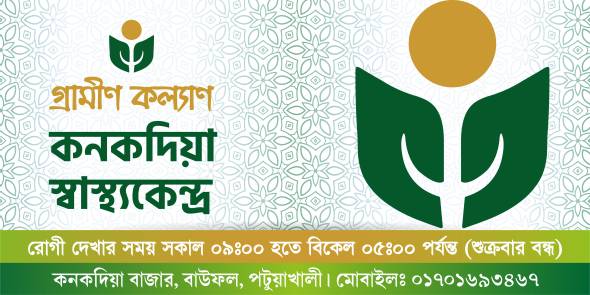 গ্রামীণ কল্যাণ
কনকদিয়া
স্বাস্থ্যকেন্দ্র
রোগী দেখার সময় সকাল ০৯ঃ০০ হতে বিকেল ০৫ঃ০০ পর্যন্ত (শুক্রবার বন্ধ)
কনকদিয়া বাজার, বাউফল, পটুয়াখালী। মোবাইলঃ ০১৭০১৬৯৩৪৬৭